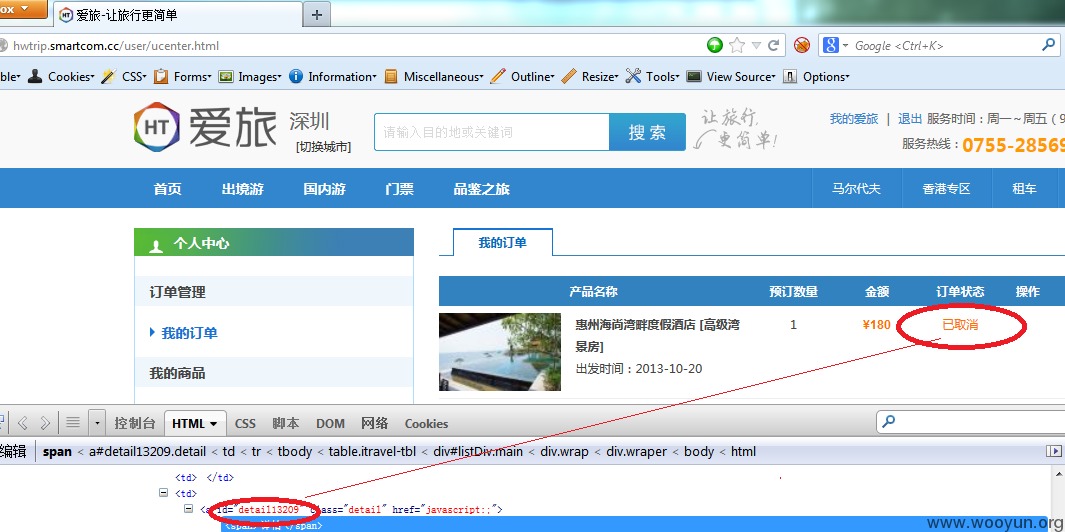 ox
爱旅-让旅行更简单
hwtrip.smartcom.cc/user/ucenter.html
Google <Ctrl+K>
ble Cookies CSS Forms Images Information Miscellaneous Outline Resize Tools View Source Options
HT 爱旅 深圳
[切换城市]
请输入目的地或关键词
搜 索
让旅行,
更简单!
我的爱旅 | 退出 服务时间：周一~周五（9
服务热线：0755-28569
首页 出境游 国内游 门票 品鉴之旅 马尔代夫 香港专区 租车
个人中心
订单管理
我的订单
我的商品
我的订单
产品名称 预订数量 金额 订单状态 操作
惠州海尚湾畔度假酒店 [高级湾
景房]
出发时间：2013-10-20
1
¥180
已取消
控制台 HTML CSS 脚本 DOM 网络 Cookies
编辑 span < a#detail13209.detail < td < tr < tbody < table.itravel-tbl < div#listDiv.main < div.wrap < div.wraper < body < html
<td> </td>
<td>
<a id="detail13209" class="detail" href="javascript:;">
</span>
www.wooyun.org